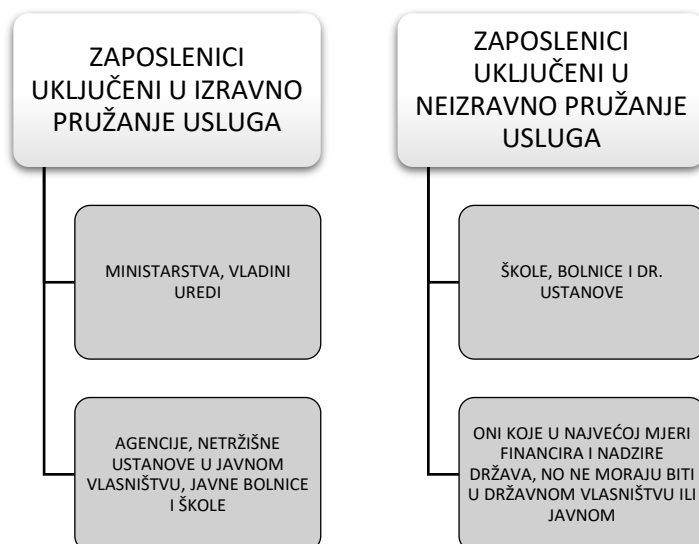 ZAPOSLENICI
UKLJUČENI U IZRAVNO
PRUŽANJE USLUGA
MINISTARSTVA, VLADINI
UREDI
AGENCIJE, NETRŽIŠNE
USTANOVE U JAVNOM
VLASNIŠTVU, JAVNE BOLNICE
I ŠKOLE
ZAPOSLENICI
UKLJUČENI U
NEIZRAVNO PRUŽANJE
USLUGA
ŠKOLE, BOLNICE I DR.
USTANOVE
ONI KOJE U NAJVEĆOJ MJERI
FINANCIRA I NADZIRE
DRŽAVA, NO NE MORAJU BITI
U DRŽAVNOM VLASNIŠTVU ILI
JAVNOM